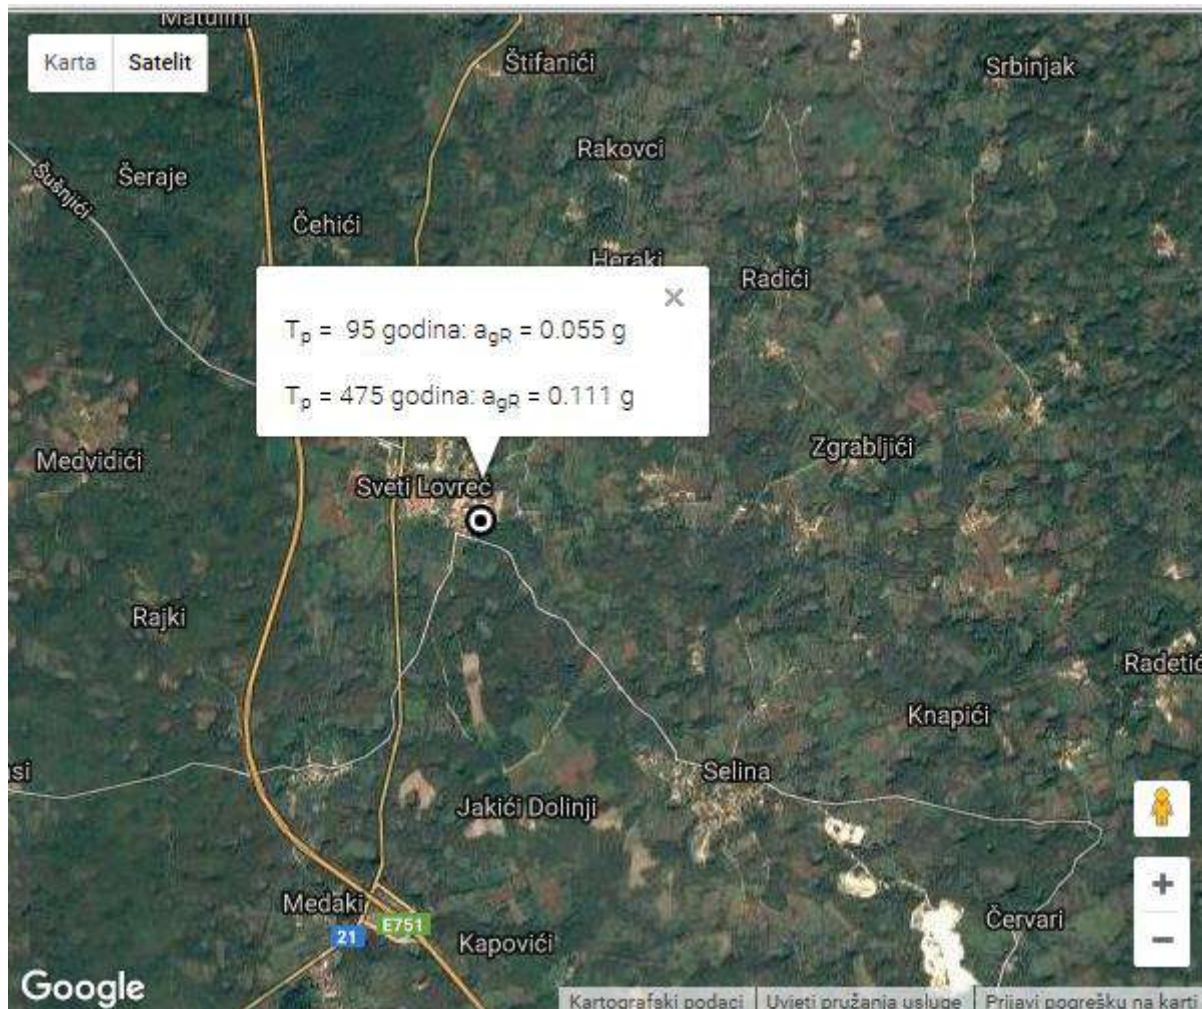 Matulini
Karta Satelit
Štifanići
Srbinjak
Rakovci
Šušnjići
Šeraje
Čehići
Heraki
Radići
×
Tp = 95 godina: agR = 0.055 g
Tp = 475 godina: agR = 0.111 g
Medvidići
Zgrabljići
Sveti Lovreč
Rajki
Radetić
Knapići
si
Selina
Jakići Dolinji
Medaki
21 E751
Kapovići
Červari
+
−
Google
Kartografski podaci Uvjeti pružanja usluge Prijavi pogrešku na karti